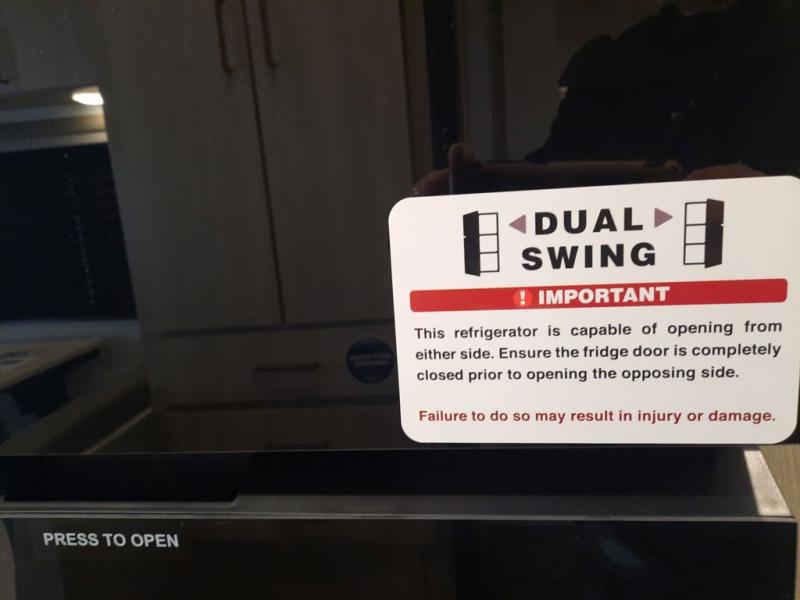 DUAL
SWING
! IMPORTANT
This refrigerator is capable of opening from
either side. Ensure the fridge door is completely
closed prior to opening the opposing side.
Failure to do so may result in injury or damage.
PRESS TO OPEN